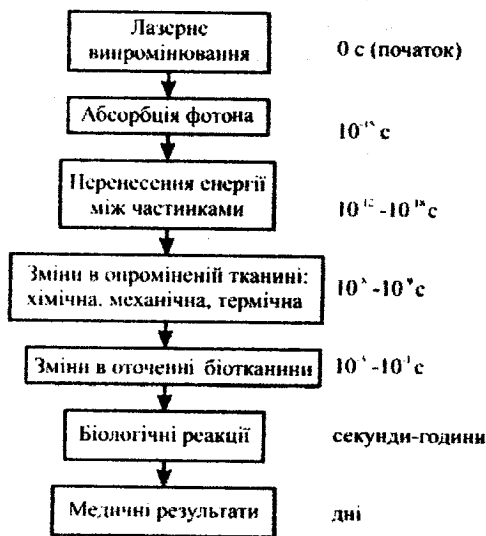 Лазерне
випромінювання
0 с (початок)
Абсорбція фотона
с
Перенесення енергії
між частинками
с
Зміни в опроміненій тканині:
хімічна, механічна, термічна
с
Зміни в оточенні біотканини
с
Біологічні реакції
секунди-години
Медичні результати
дні